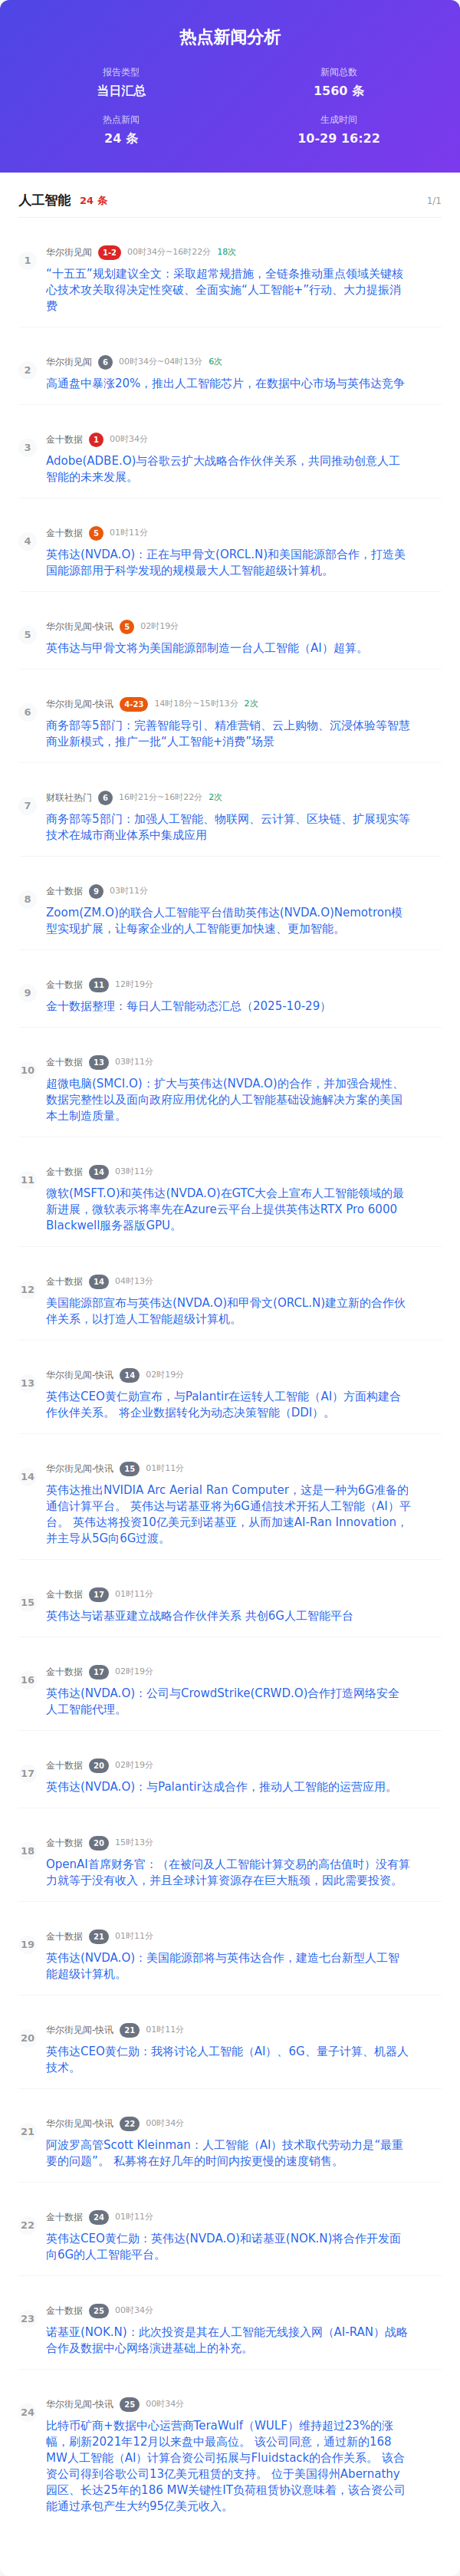 热点新闻分析
报告类型
当日汇总
新闻总数
1560 条
热点新闻
24 条
生成时间
10-29 16:22
人工智能 24 条 1/1
1
华尔街见闻 1-2 00时34分~16时22分 18次
“十五五”规划建议全文：采取超常规措施，全链条推动重点领域关键核
心技术攻关取得决定性突破、全面实施“人工智能+”行动、大力提振消
费
2
华尔街见闻 6 00时34分~04时13分 6次
高通盘中暴涨20%，推出人工智能芯片，在数据中心市场与英伟达竞争
3
金十数据 1 00时34分
Adobe(ADBE.O)与谷歌云扩大战略合作伙伴关系，共同推动创意人工
智能的未来发展。
4
金十数据 5 01时11分
英伟达(NVDA.O)：正在与甲骨文(ORCL.N)和美国能源部合作，打造美
国能源部用于科学发现的规模最大人工智能超级计算机。
5
华尔街见闻-快讯 5 02时19分
英伟达与甲骨文将为美国能源部制造一台人工智能（AI）超算。
6
华尔街见闻-快讯 4-23 14时18分~15时13分 2次
商务部等5部门：完善智能导引、精准营销、云上购物、沉浸体验等智慧
商业新模式，推广一批“人工智能+消费”场景
7
财联社热门 6 16时21分~16时22分 2次
商务部等5部门：加强人工智能、物联网、云计算、区块链、扩展现实等
技术在城市商业体系中集成应用
8
金十数据 9 03时11分
Zoom(ZM.O)的联合人工智能平台借助英伟达(NVDA.O)Nemotron模
型实现扩展，让每家企业的人工智能更加快速、更加智能。
9
金十数据 11 12时19分
金十数据整理：每日人工智能动态汇总（2025-10-29）
10
金十数据 13 03时11分
超微电脑(SMCI.O)：扩大与英伟达(NVDA.O)的合作，并加强合规性、
数据完整性以及面向政府应用优化的人工智能基础设施解决方案的美国
本土制造质量。
11
金十数据 14 03时11分
微软(MSFT.O)和英伟达(NVDA.O)在GTC大会上宣布人工智能领域的最
新进展，微软表示将率先在Azure云平台上提供英伟达RTX Pro 6000
Blackwell服务器版GPU。
12
金十数据 14 04时13分
美国能源部宣布与英伟达(NVDA.O)和甲骨文(ORCL.N)建立新的合作伙
伴关系，以打造人工智能超级计算机。
13
华尔街见闻-快讯 14 02时19分
英伟达CEO黄仁勋宣布，与Palantir在运转人工智能（AI）方面构建合
作伙伴关系。 将企业数据转化为动态决策智能（DDI）。
14
华尔街见闻-快讯 15 01时11分
英伟达推出NVIDIA Arc Aerial Ran Computer，这是一种为6G准备的
通信计算平台。 英伟达与诺基亚将为6G通信技术开拓人工智能（AI）平
台。 英伟达将投资10亿美元到诺基亚，从而加速AI-Ran Innovation，
并主导从5G向6G过渡。
15
金十数据 17 01时11分
英伟达与诺基亚建立战略合作伙伴关系 共创6G人工智能平台
16
金十数据 17 02时19分
英伟达(NVDA.O)：公司与CrowdStrike(CRWD.O)合作打造网络安全
人工智能代理。
17
金十数据 20 02时19分
英伟达(NVDA.O)：与Palantir达成合作，推动人工智能的运营应用。
18
金十数据 20 15时13分
OpenAI首席财务官：（在被问及人工智能计算交易的高估值时）没有算
力就等于没有收入，并且全球计算资源存在巨大瓶颈，因此需要投资。
19
金十数据 21 01时11分
英伟达(NVDA.O)：美国能源部将与英伟达合作，建造七台新型人工智
能超级计算机。
20
华尔街见闻-快讯 21 01时11分
英伟达CEO黄仁勋：我将讨论人工智能（AI）、6G、量子计算、机器人
技术。
21
华尔街见闻-快讯 22 00时34分
阿波罗高管Scott Kleinman：人工智能（AI）技术取代劳动力是“最重
要的问题”。 私募将在好几年的时间内按更慢的速度销售。
22
金十数据 24 01时11分
英伟达CEO黄仁勋：英伟达(NVDA.O)和诺基亚(NOK.N)将合作开发面
向6G的人工智能平台。
23
金十数据 25 00时34分
诺基亚(NOK.N)：此次投资是其在人工智能无线接入网（AI-RAN）战略
合作及数据中心网络演进基础上的补充。
24
华尔街见闻-快讯 25 00时34分
比特币矿商+数据中心运营商TeraWulf（WULF）维持超过23%的涨
幅，刷新2021年12月以来盘中最高位。 该公司同意，通过新的168
MW人工智能（AI）计算合资公司拓展与Fluidstack的合作关系。 该合
资公司得到谷歌公司13亿美元租赁的支持。 位于美国得州Abernathy
园区、长达25年的186 MW关键性IT负荷租赁协议意味着，该合资公司
能通过承包产生大约95亿美元收入。